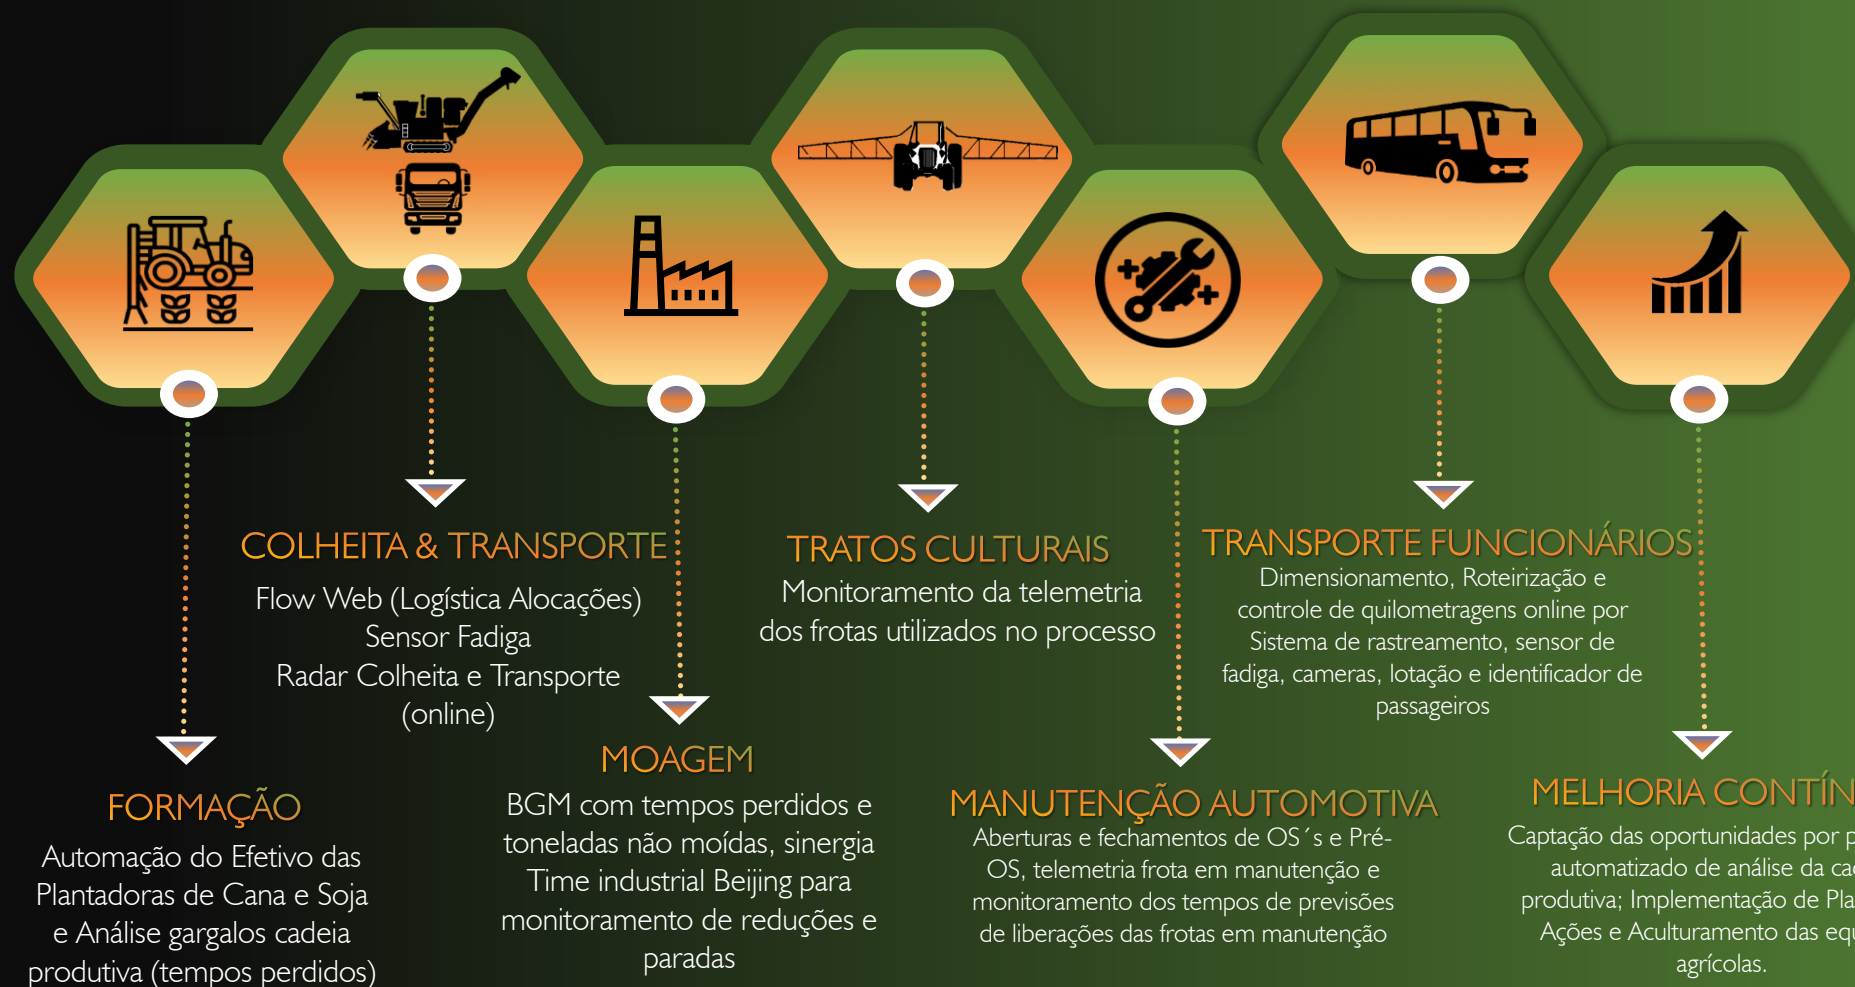 COLHEITA & TRANSPORTE
Flow Web (Logística Alocações)
Sensor Fadiga
Radar Colheita e Transporte
(online)
TRATOS CULTURAIS
Monitoramento da telemetria
dos frotas utilizados no processo
TRANSPORTE FUNCIONÁRIOS
Dimensionamento, Roteirização e
controle de quilometragens online por
Sistema de rastreamento, sensor de
fadiga, cameras, lotação e identificador de
passageiros
FORMAÇÃO
Automação do Efetivo das
Plantadoras de Cana e Soja
e Análise gargalos cadeia
produtiva (tempos perdidos)
MOAGEM
BGM com tempos perdidos e
toneladas não moídas, sinergia
Time industrial Beijing para
monitoramento de reduções e
paradas
MANUTENÇÃO AUTOMOTIVA
Aberturas e fechamentos de OS´s e Pré-
OS, telemetria frota em manutenção e
monitoramento dos tempos de previsões
de liberações das frotas em manutenção
MELHORIA
Captação das oportunidades por
automatizado de análise da
produtiva; Implementação de
Ações e Aculturamento das
agrícolas.